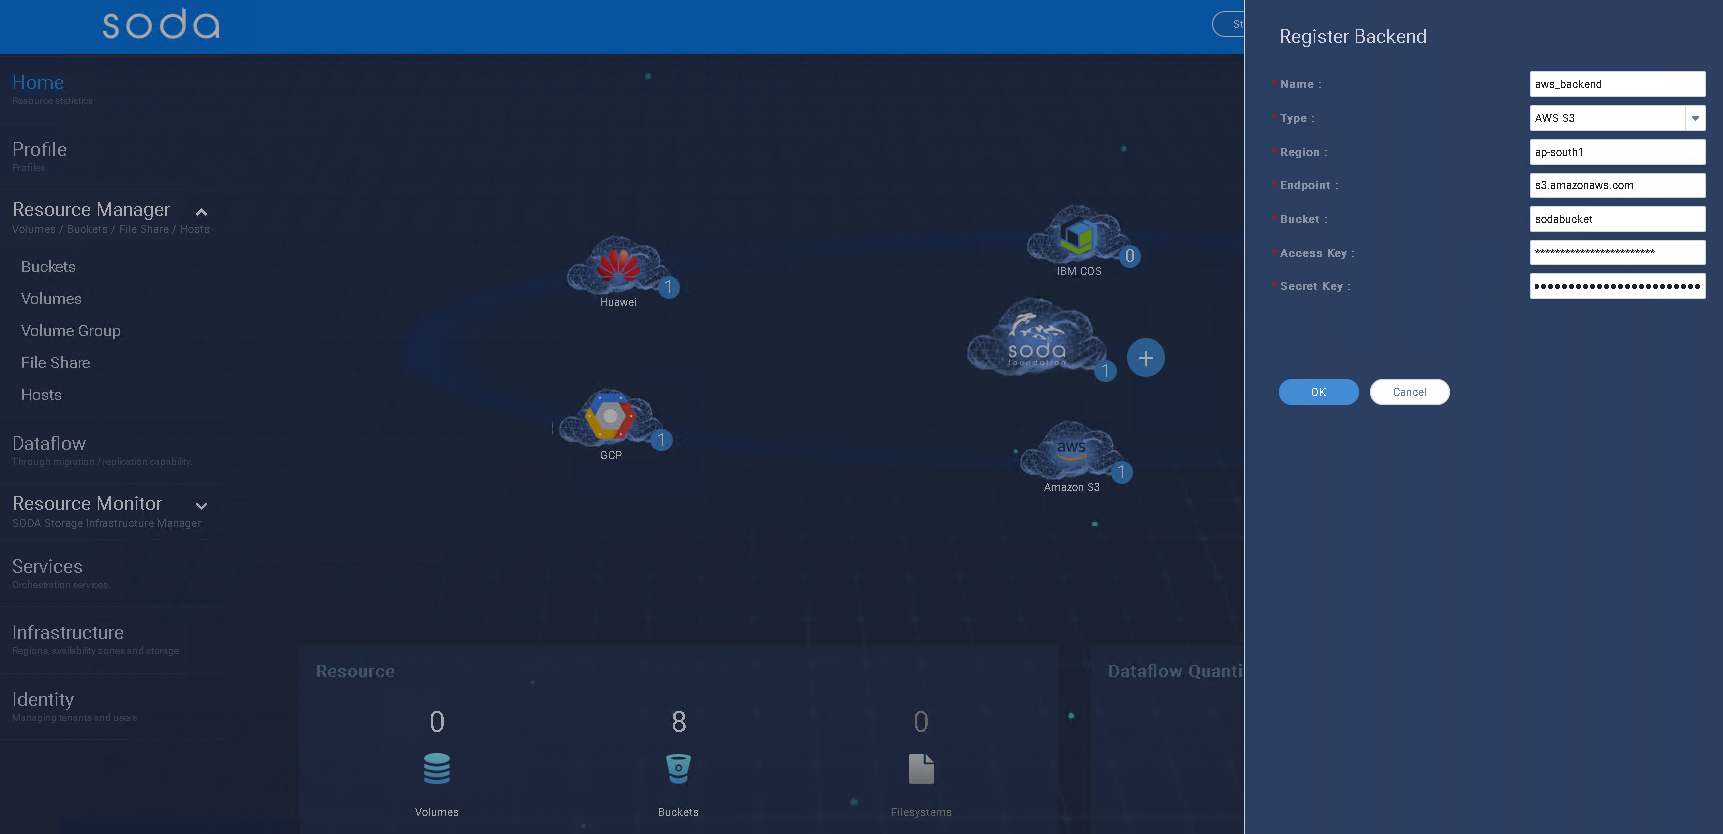 soda
St
Home
Resource statistics
Profile
Profiles
Resource Manager
Volumes / Buckets / File Share / Hosts
Buckets
Volumes
Volume Group
File Share
Hosts
Dataflow
Through migration / replication capability.
Resource Monitor
SODA Storage Infrastructure Manager
Services
Orchestration services.
Infrastructure
Regions, availability zones and storage
Identity
Managing tenants and users.
Huawei
1
0
IBM COS
soda
foundation
1
GCP
1
aws
1
Amazon S3
Resource
0
Volumes
8
Buckets
0
Filesystems
Dataflow Quanti
Register Backend
* Name : aws_backend
* Type : AWS S3
* Region : ap-south1
* Endpoint : s3.amazonaws.com
* Bucket : sodabucket
* Access Key : ************************
* Secret Key : ••••••••••••••••••••••••
OK Cancel